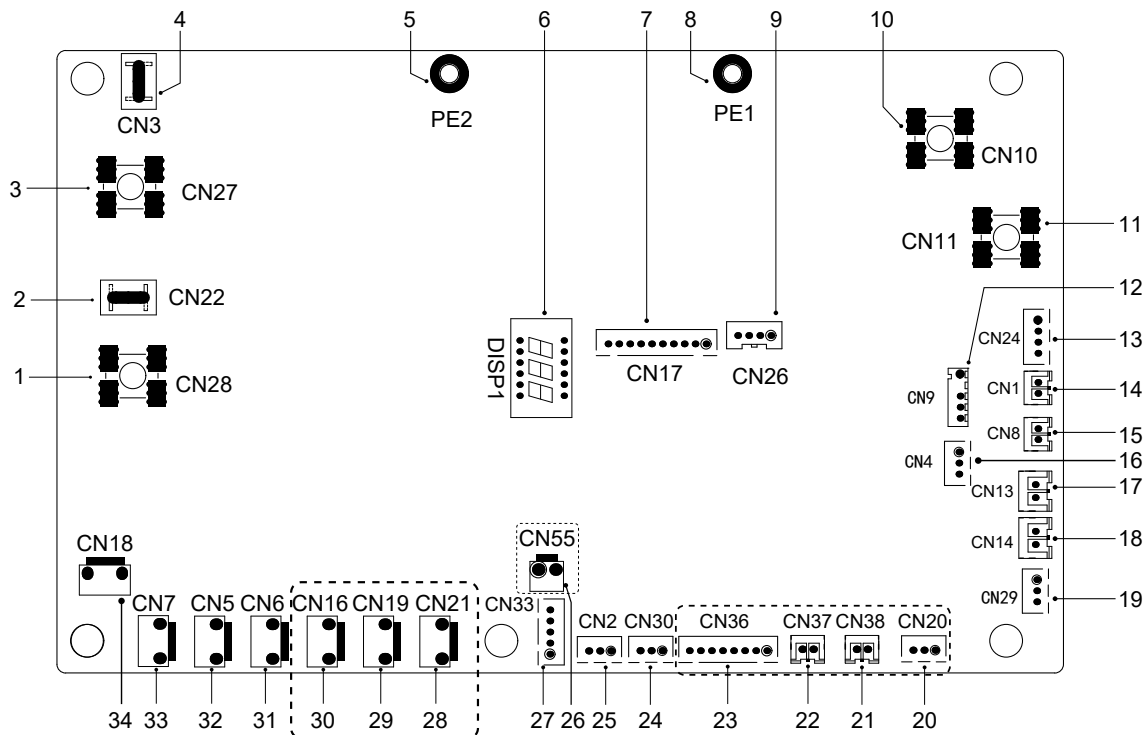 4 5 6 7 8 9 10
CN3 PE2 PE1
CN10
3 CN27
CN11 11
2 CN22
12
CN24 13
DISP1
CN17 CN26
1 CN28
CN9 CN1 14
CN8 15
CN4 16
CN13 17
CN18 CN55
CN14 18
CN7 CN5 CN6 CN16 CN19 CN21 CN33
CN29 19
CN2 CN30 CN36 CN37 CN38 CN20
34 33 32 31 30 29 28 27 26 25 24 23 22 21 20